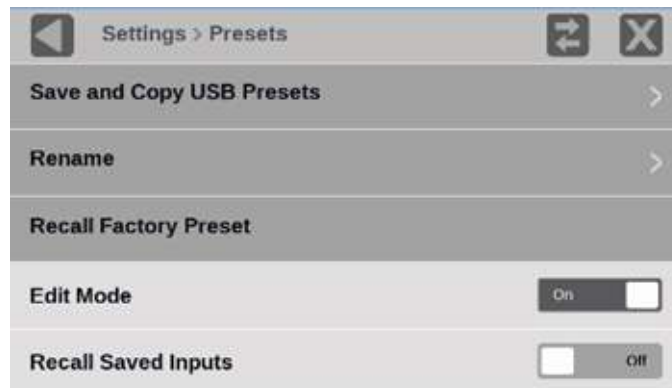 Settings > Presets
Save and Copy USB Presets
Rename
Recall Factory Preset
Edit Mode On
Recall Saved Inputs Off